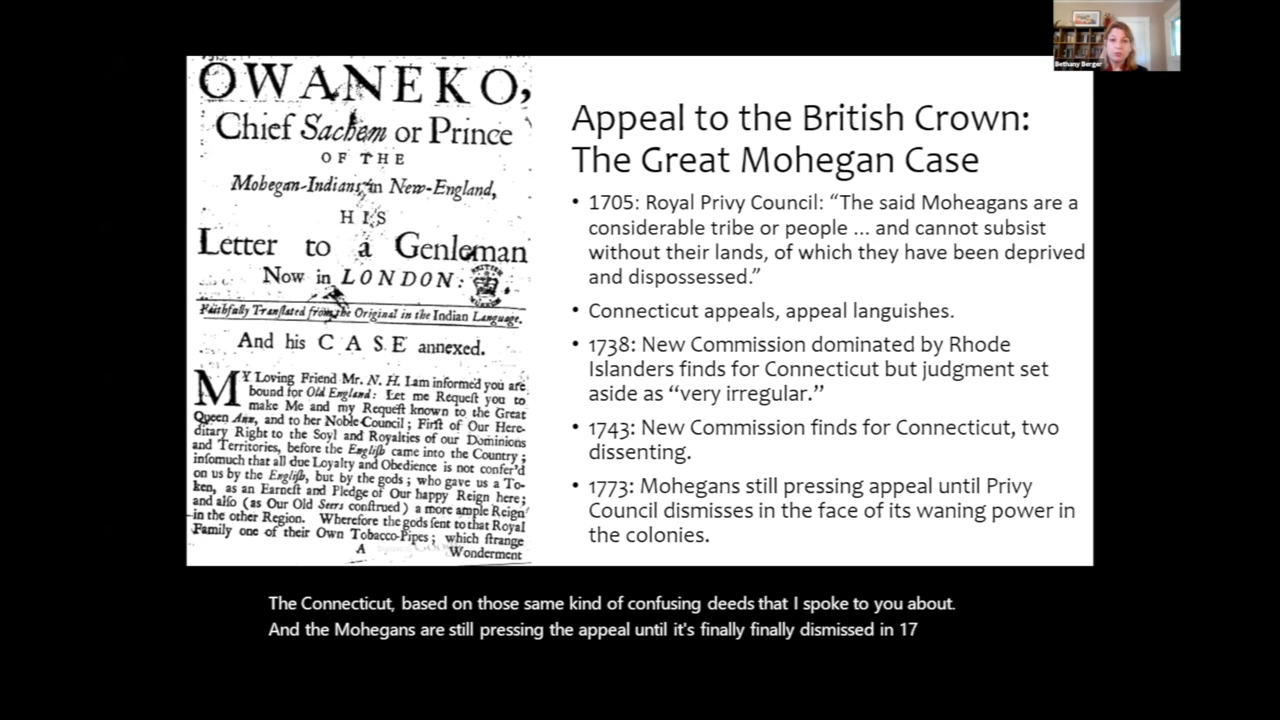 Bethany Berger
OWANEKO,
Chief Sachem or Prince
OF THE
Mohegan-Indians in New-England,
HIS
Letter to a Genleman
Now in LONDON:
Faithfully Tranſlated from the Original in the Indian Language.
And his CASE annexed.
MY Loving Friend Mr. N. H. I am informed you are
bound for Old England: Let me Requeſt you to
make Me and my Requeſt known to the Great
Queen Ann, and to her Noble Council; Firſt of Our Here-
ditary Right to the Soyl and Royalties of our Dominions
and Territories, before the Engliſh came into the Country;
inſomuch that all due Loyalty and Obedience is not confer'd
on us by the Engliſh, but by the gods; who gave us a To-
ken, as an Earneſt and Pledge of Our happy Reign here;
and alſo (as Our Old Seers conſtrued) a more ample Reign
in the other Region. Wherefore the gods ſent to that Royal
Family one of their Own Tobacco-Pipes; which ſtrange
A Wonderment
Appeal to the British Crown:
The Great Mohegan Case
• 1705: Royal Privy Council: “The said Moheagans are a
considerable tribe or people ... and cannot subsist
without their lands, of which they have been deprived
and dispossessed.”
• Connecticut appeals, appeal languishes.
• 1738: New Commission dominated by Rhode
Islanders finds for Connecticut but judgment set
aside as “very irregular.”
• 1743: New Commission finds for Connecticut, two
dissenting.
• 1773: Mohegans still pressing appeal until Privy
Council dismisses in the face of its waning power in
the colonies.
The Connecticut, based on those same kind of confusing deeds that I spoke to you about.
And the Mohegans are still pressing the appeal until it's finally finally dismissed in 17